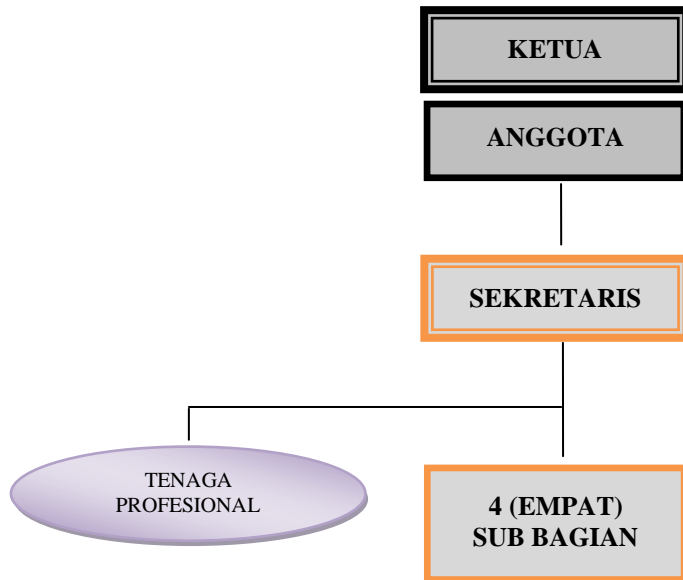 KETUA
ANGGOTA
SEKRETARIS
TENAGA
PROFESIONAL
4 (EMPAT)
SUB BAGIAN